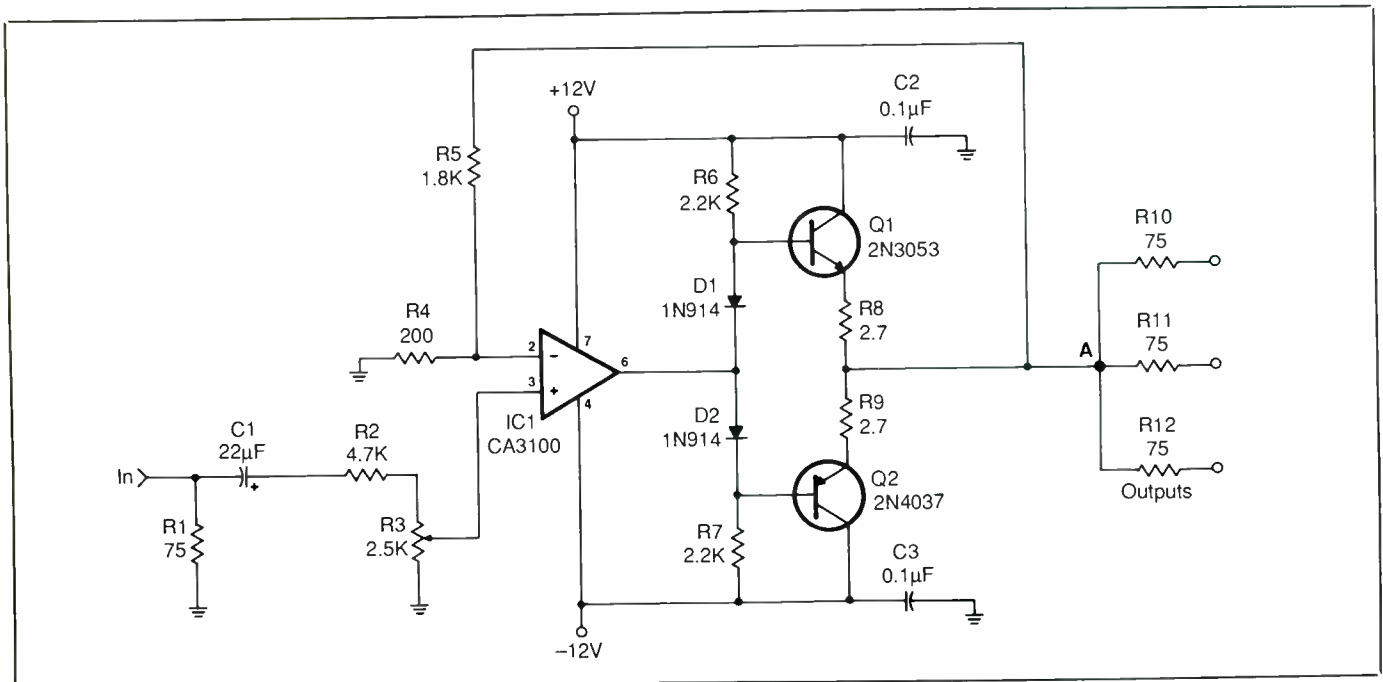 C2
0.1µF
+12V
R5
1.8K
R6
2.2K
Q1
2N3053
R10
75
D1
1N914
R8
2.7
R11
75
R4
200
2
−
7
6
A
3
+
4
IC1
CA3100
D2
1N914
R9
2.7
R12
75
Outputs
C1
22µF
+
R2
4.7K
In
Q2
2N4037
R1
75
R3
2.5K
R7
2.2K
C3
0.1µF
−12V